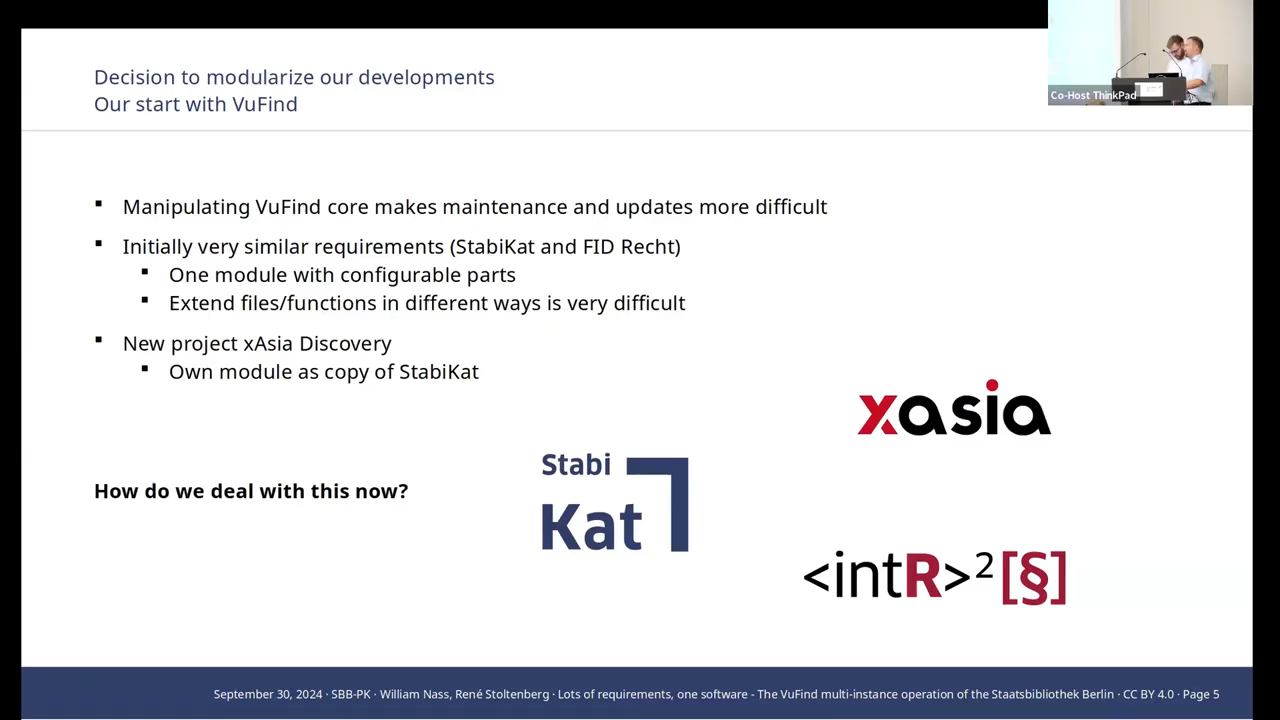 Decision to modularize our developments
Our start with VuFind
Co-Host ThinkPad
Manipulating VuFind core makes maintenance and updates more difficult
Initially very similar requirements (StabiKat and FID Recht)
One module with configurable parts
Extend files/functions in different ways is very difficult
New project xAsia Discovery
Own module as copy of StabiKat
xasia
Stabi
Kat
How do we deal with this now?
<intR>²[§]
September 30, 2024 · SBB-PK · William Nass, René Stoltenberg · Lots of requirements, one software - The VuFind multi-instance operation of the Staatsbibliothek Berlin · CC BY 4.0 · Page 5